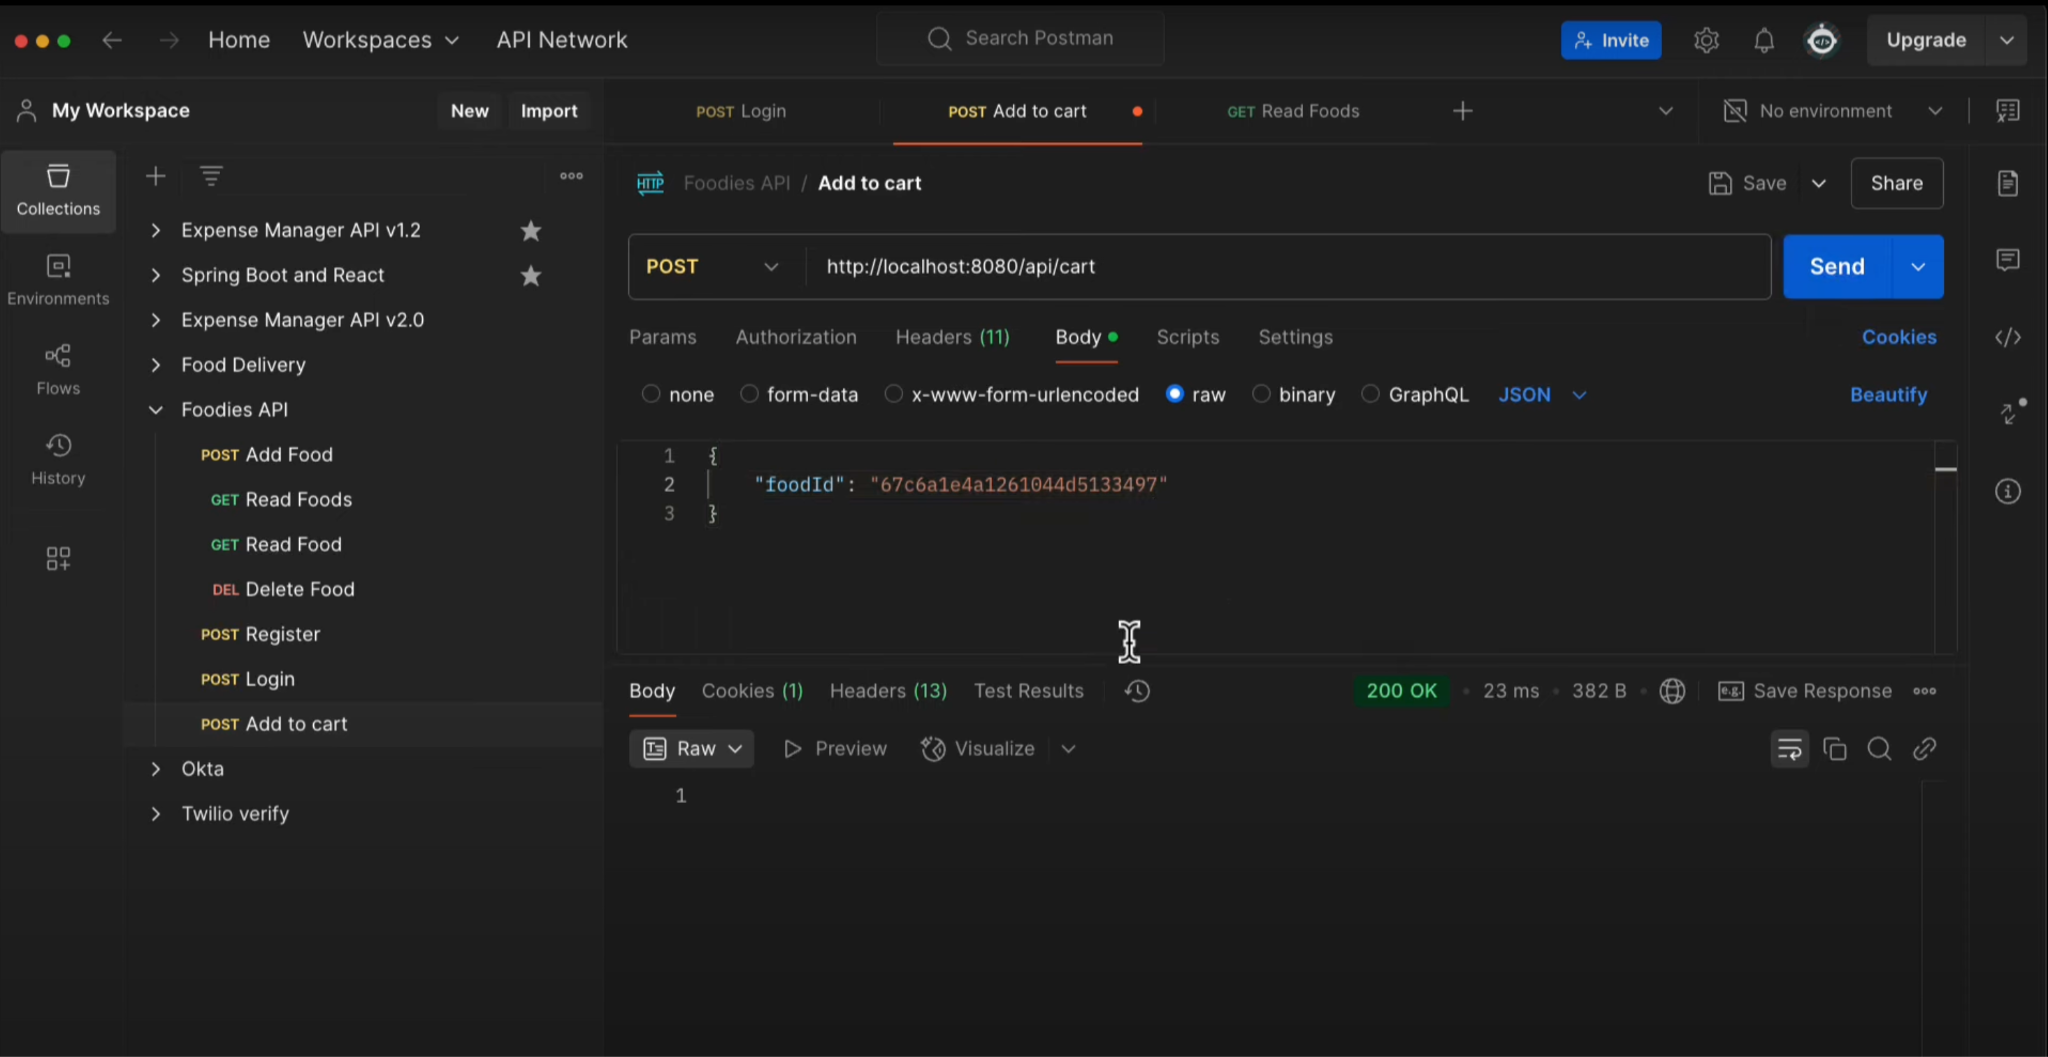 Home Workspaces API Network Search Postman Invite Upgrade
My Workspace New Import POST Login POST Add to cart GET Read Foods No environment
Collections
Environments
Flows
History
Expense Manager API v1.2
Spring Boot and React
Expense Manager API v2.0
Food Delivery
Foodies API
POST Add Food
GET Read Foods
GET Read Food
DEL Delete Food
POST Register
POST Login
POST Add to cart
Okta
Twilio verify
HTTP Foodies API / Add to cart Save Share
POST http://localhost:8080/api/cart Send
Params Authorization Headers (11) Body Scripts Settings Cookies
none form-data x-www-form-urlencoded raw binary GraphQL JSON Beautify
1 {
2 "foodId": "67c6a1e4a1261044d5133497"
3 }
Body Cookies (1) Headers (13) Test Results 200 OK • 23 ms • 382 B • e.g. Save Response
Raw Preview Visualize
1